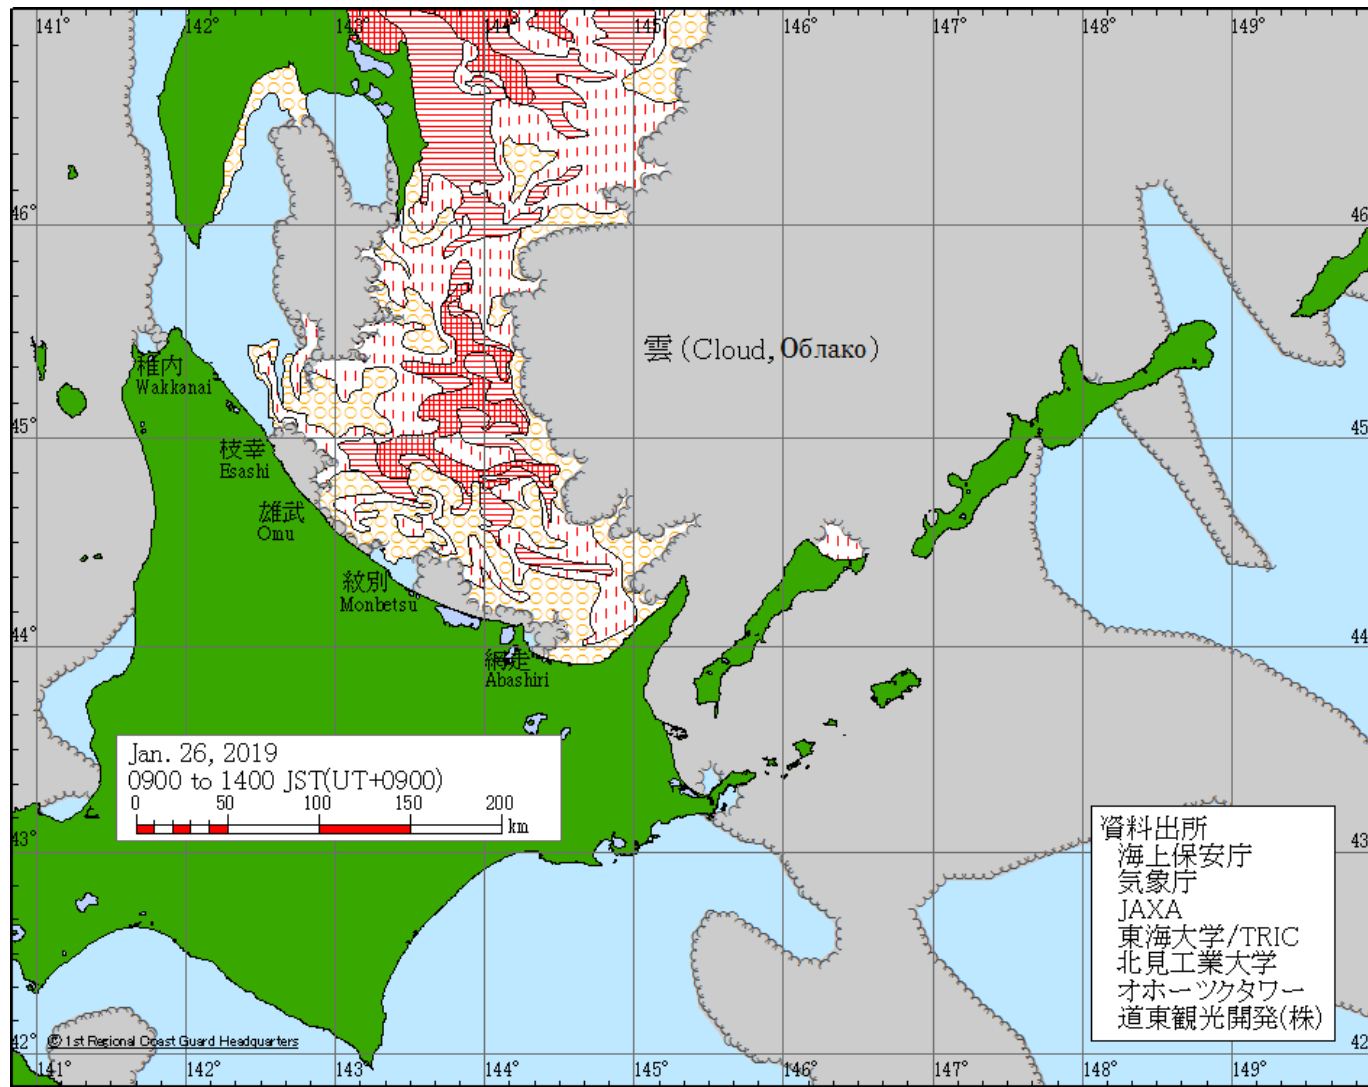 141° 142° 143° 144° 145° 146° 147° 148° 149°
46° 46
雲 (Cloud, Облако)
稚内
Wakkanai
45° 45
枝幸
Esashi
雄武
Omu
紋別
Monbetsu
44° 44
網走
Abashiri
Jan. 26, 2019
0900 to 1400 JST(UT+0900)
0 50 100 150 200
km
43° 43
資料出所
海上保安庁
気象庁
JAXA
東海大学/TRIC
北見工業大学
オホーツクタワー
道東観光開発(株)
42° 42
© 1st Regional Coast Guard Headquarters
141° 142° 143° 144° 145° 146° 147° 148° 149°